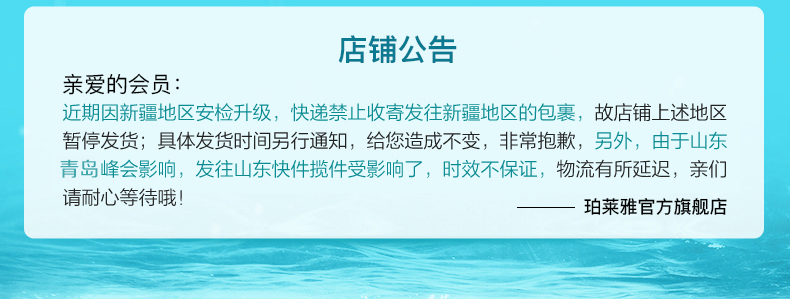 店铺公告
亲爱的会员：
近期因新疆地区安检升级，快递禁止收寄发往新疆地区的包裹，故店铺上述地区
暂停发货；具体发货时间另行通知，给您造成不变，非常抱歉，另外，由于山东
青岛峰会影响，发往山东快件揽件受影响了，时效不保证，物流有所延迟，亲们
请耐心等待哦！
——— 珀莱雅官方旗舰店